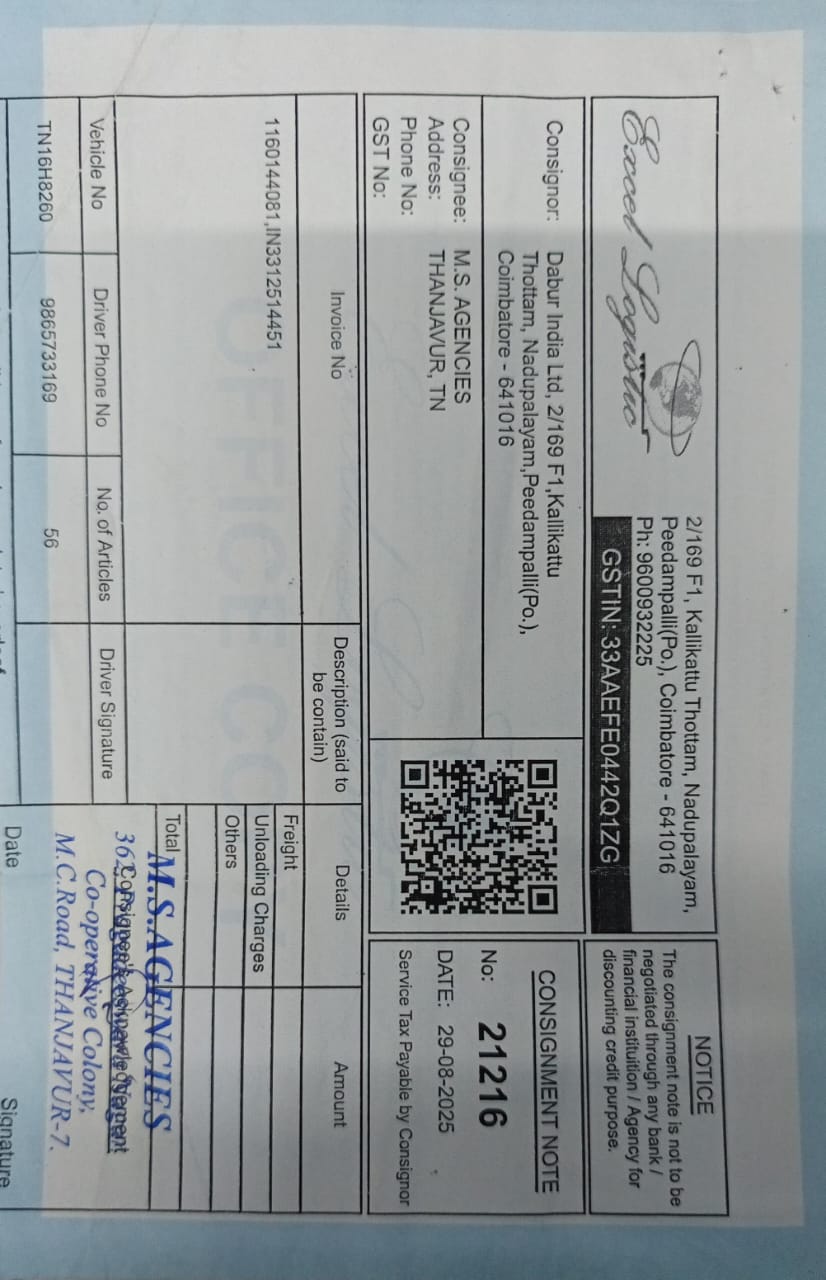 Excel Logistic
2/169 F1, Kallikattu Thottam, Nadupalayam,
Peedampalli(Po.), Coimbatore - 641016
Ph: 9600932225
GSTIN: 33AAEFE0442Q1ZG
NOTICE
The consignment note is not to be
negotiated through any bank /
financial instituition / Agency for
discounting credit purpose.
Consignor: Dabur India Ltd, 2/169 F1,Kallikattu
Thottam, Nadupalayam,Peedampalli(Po.),
Coimbatore - 641016
Consignee: M.S. AGENCIES
Address: THANJAVUR, TN
Phone No:
GST No:
CONSIGNMENT NOTE
No: 21216
DATE: 29-08-2025
Service Tax Payable by Consignor
Invoice No
Description (said to
be contain)
Details
Amount
1160144081,IN3312514451
Freight
Unloading Charges
Others
Total
OFFICE COPY
Vehicle No
Driver Phone No
No. of Articles
Driver Signature
TN16H8260
9865733169
56
M.S.AGENCIES
Consignee's Acknowledgement
Co-operative Colony,
M.C.Road, THANJAVUR-7.
Date
Signature